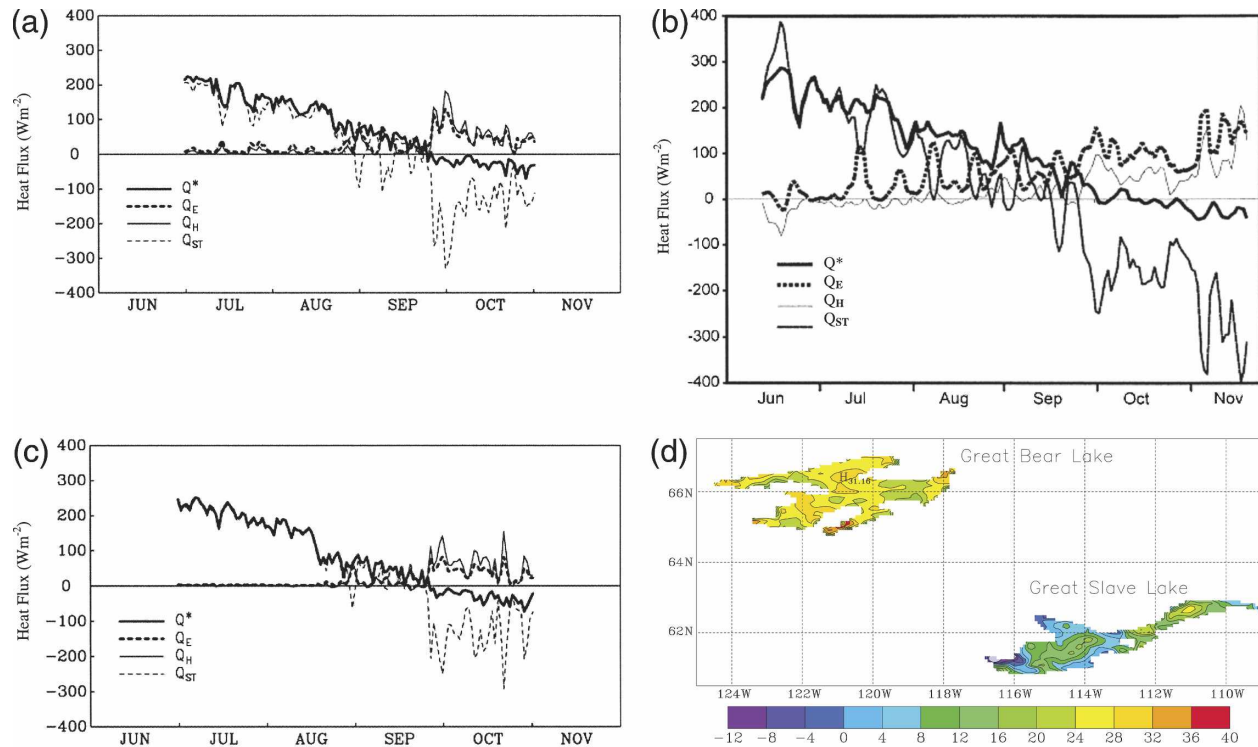 (a)
400
300
200
100
0
−100
−200
−300
−400
Heat Flux (Wm-2)
Q*
QE
QH
QST
JUN JUL AUG SEP OCT NOV
(b)
400
300
200
100
0
-100
-200
-300
-400
Heat Flux (Wm-2)
Q*
QE
QH
QST
Jun Jul Aug Sep Oct Nov
(c)
400
300
200
100
0
−100
−200
−300
−400
Heat Flux (Wm-2)
Q*
QE
QH
QST
JUN JUL AUG SEP OCT NOV
(d)
Great Bear Lake
H31.16
66N
64N
Great Slave Lake
62N
124W 122W 120W 118W 116W 114W 112W 110W
−12 −8 −4 0 4 8 12 16 20 24 28 32 36 40